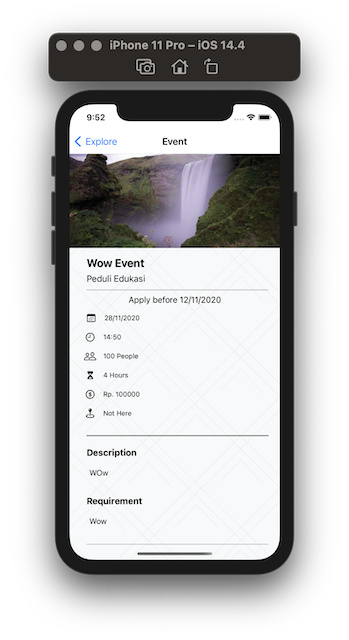 iPhone 11 Pro – iOS 14.4
9:52
Explore
Event
Wow Event
Peduli Edukasi
Apply before 12/11/2020
28/11/2020
14:50
100 People
4 Hours
Rp. 100000
Not Here
Description
WOw
Requirement
Wow